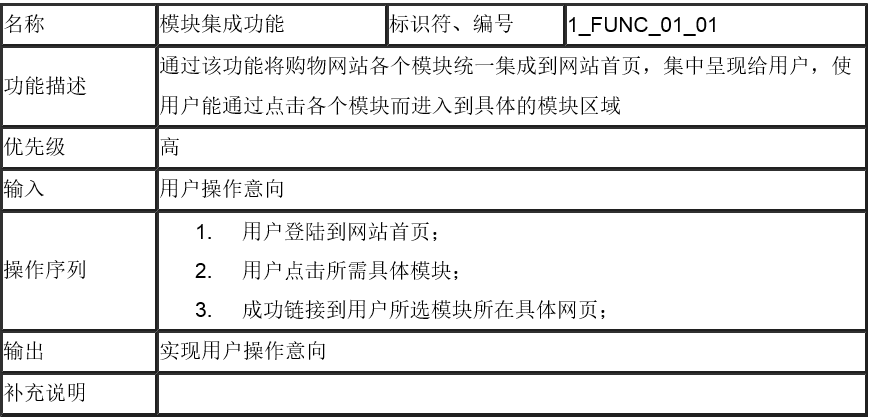 名称 模块集成功能 标识符、编号 1_FUNC_01_01
功能描述 通过该功能将购物网站各个模块统一集成到网站首页，集中呈现给用户，使
用户能通过点击各个模块而进入到具体的模块区域
优先级 高
输入 用户操作意向
操作序列
1. 用户登陆到网站首页；
2. 用户点击所需具体模块；
3. 成功链接到用户所选模块所在具体网页；
输出 实现用户操作意向
补充说明